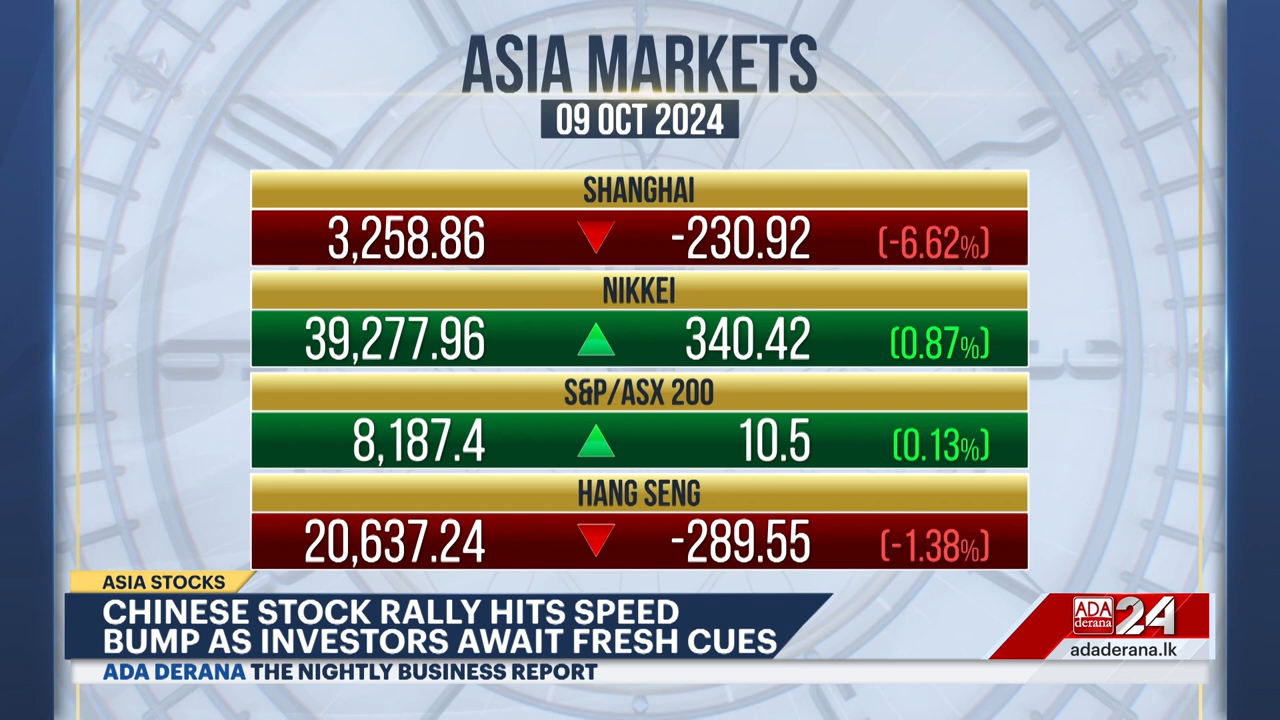 ASIA MARKETS
09 OCT 2024
SHANGHAI
3,258.86 -230.92 (-6.62%)
NIKKEI
39,277.96 340.42 (0.87%)
S&P/ASX 200
8,187.4 10.5 (0.13%)
HANG SENG
20,637.24 -289.55 (-1.38%)
ASIA STOCKS
CHINESE STOCK RALLY HITS SPEED
BUMP AS INVESTORS AWAIT FRESH CUES
ADA DERANA THE NIGHTLY BUSINESS REPORT
ADA
derana
24
adaderana.lk